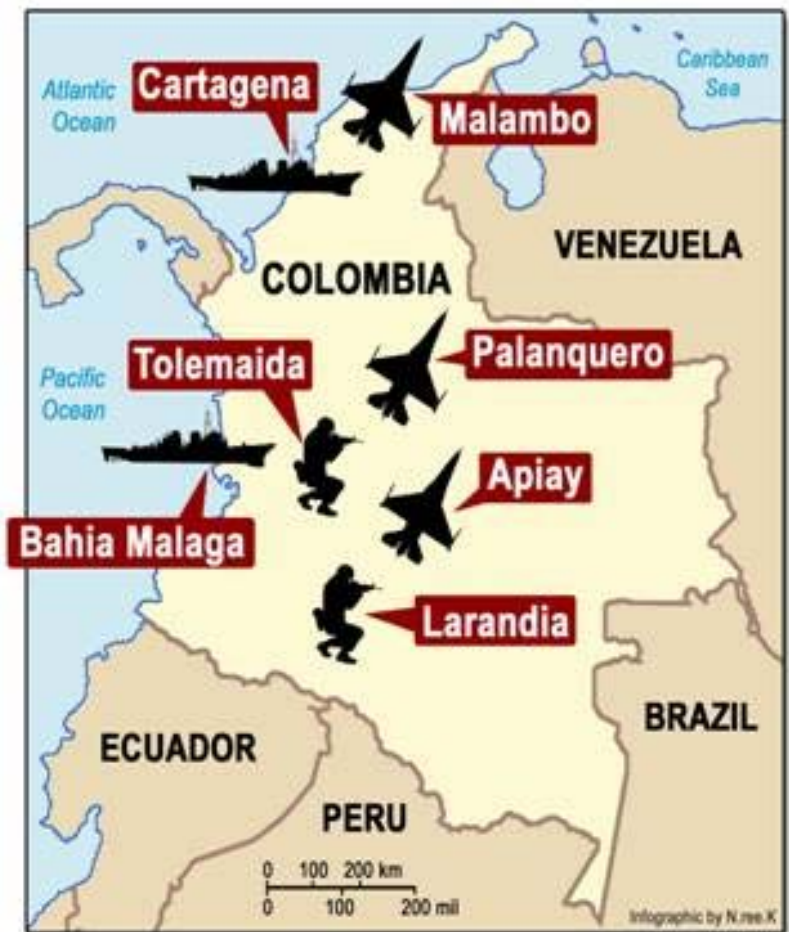 Atlantic
Ocean
Cartagena
Caribbean
Sea
Malambo
VENEZUELA
COLOMBIA
Tolemaida
Palanquero
Pacific
Ocean
Apiay
Bahia Malaga
Larandia
BRAZIL
ECUADOR
PERU
0 100 200 km
0 100 200 mil
Infographic by N.ree.K